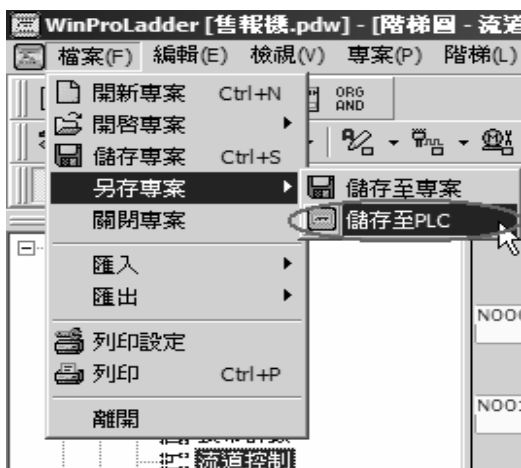 WinProLadder [售報機.pdw] - [階梯圖 - 流道
檔案(F) 編輯(E) 檢視(V) 專案(P) 階梯(L)
開新專案 Ctrl+N
ORG
AND
開啓專案
儲存專案 Ctrl+S
另存專案
儲存至專案
關閉專案
儲存至PLC
匯入
匯出
N000
列印設定
列印 Ctrl+P
N001
離開
流道控制